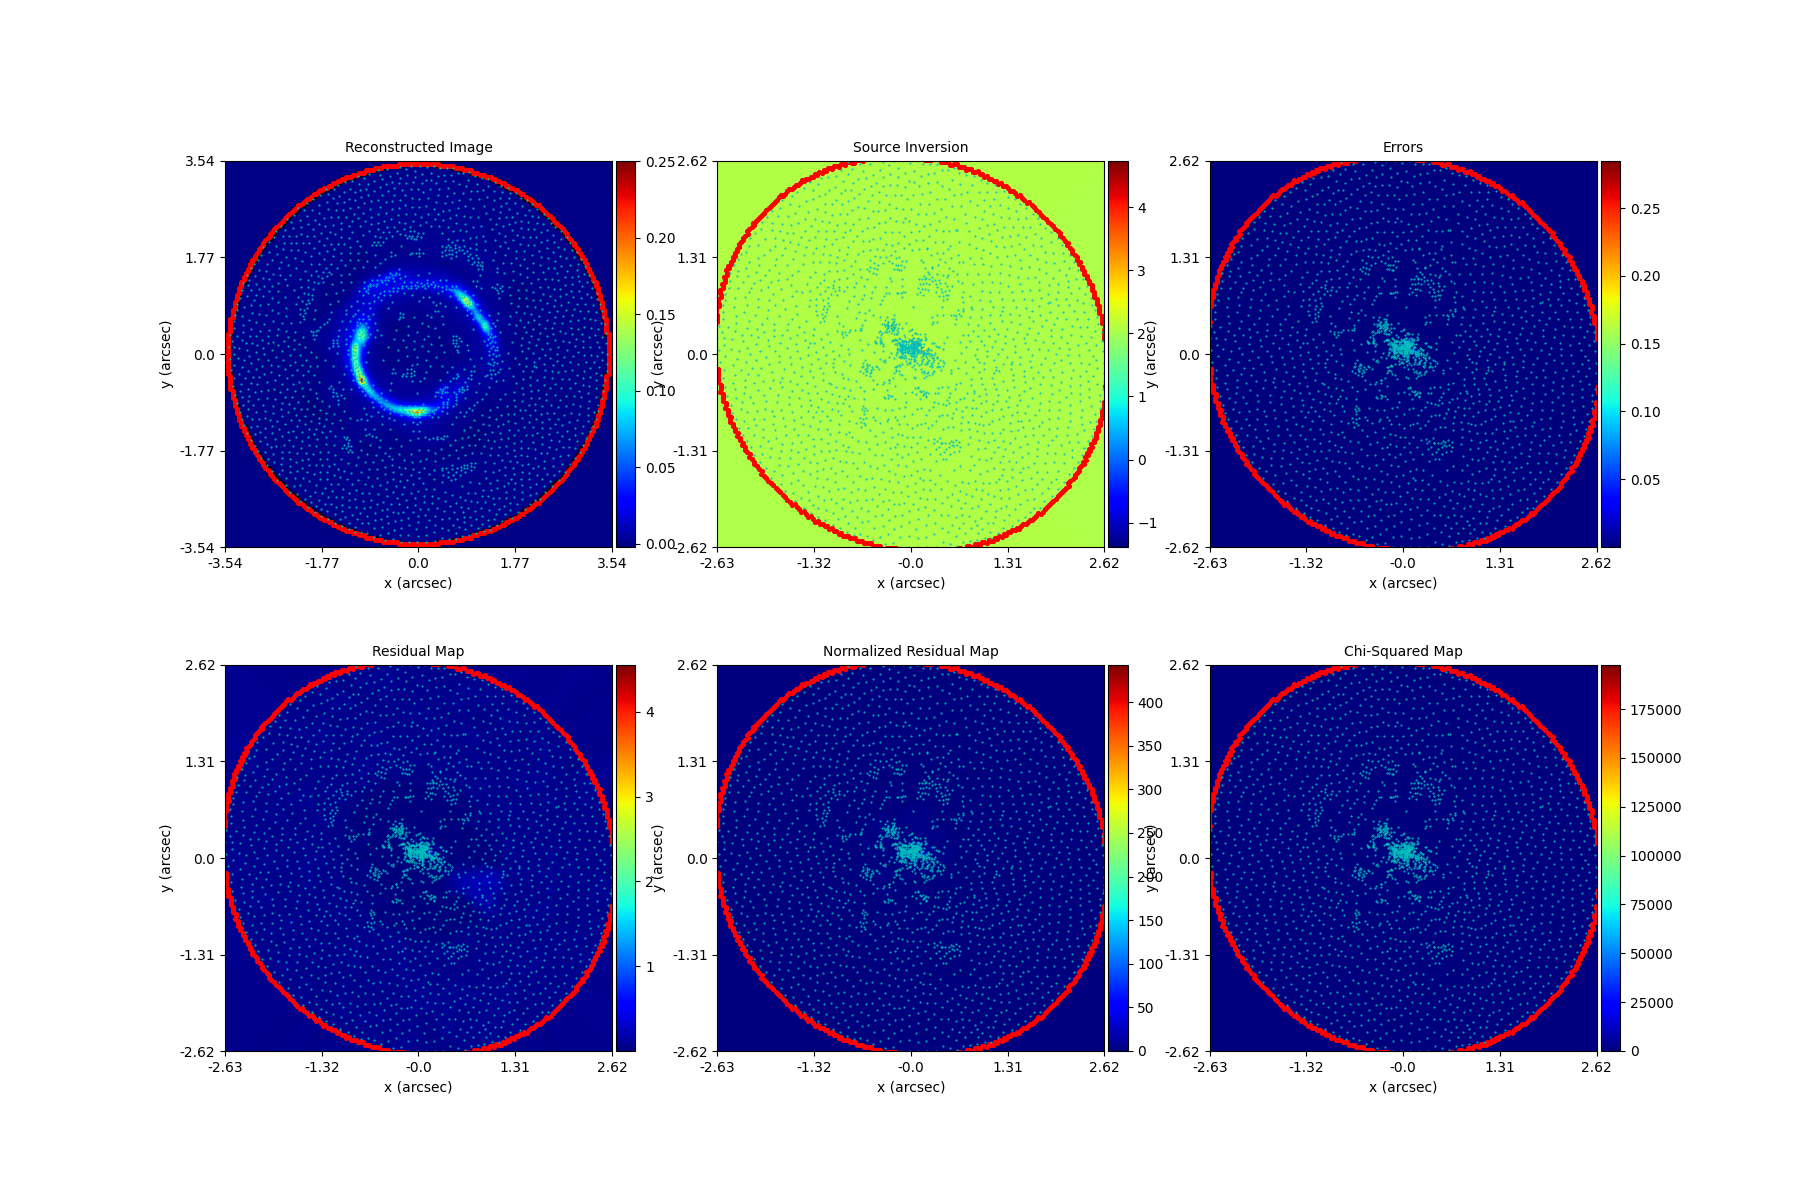 Reconstructed Image
3.54
1.77
0.0
-1.77
-3.54
y (arcsec)
-3.54 -1.77 0.0 1.77 3.54
x (arcsec)
0.25
0.20
0.15
0.10
0.05
0.00
Source Inversion
2.62
1.31
0.0
-1.31
-2.62
y (arcsec)
-2.63 -1.32 -0.0 1.31 2.62
x (arcsec)
4
3
2
1
0
−1
Errors
2.62
1.31
0.0
-1.31
-2.62
y (arcsec)
-2.63 -1.32 -0.0 1.31 2.62
x (arcsec)
0.25
0.20
0.15
0.10
0.05
Residual Map
2.62
1.31
0.0
-1.31
-2.62
y (arcsec)
-2.63 -1.32 -0.0 1.31 2.62
x (arcsec)
4
3
2
1
Normalized Residual Map
2.62
1.31
0.0
-1.31
-2.62
y (arcsec)
-2.63 -1.32 -0.0 1.31 2.62
x (arcsec)
400
350
300
250
200
150
100
50
0
Chi-Squared Map
2.62
1.31
0.0
-1.31
-2.62
y (arcsec)
-2.63 -1.32 -0.0 1.31 2.62
x (arcsec)
175000
150000
125000
100000
75000
50000
25000
0